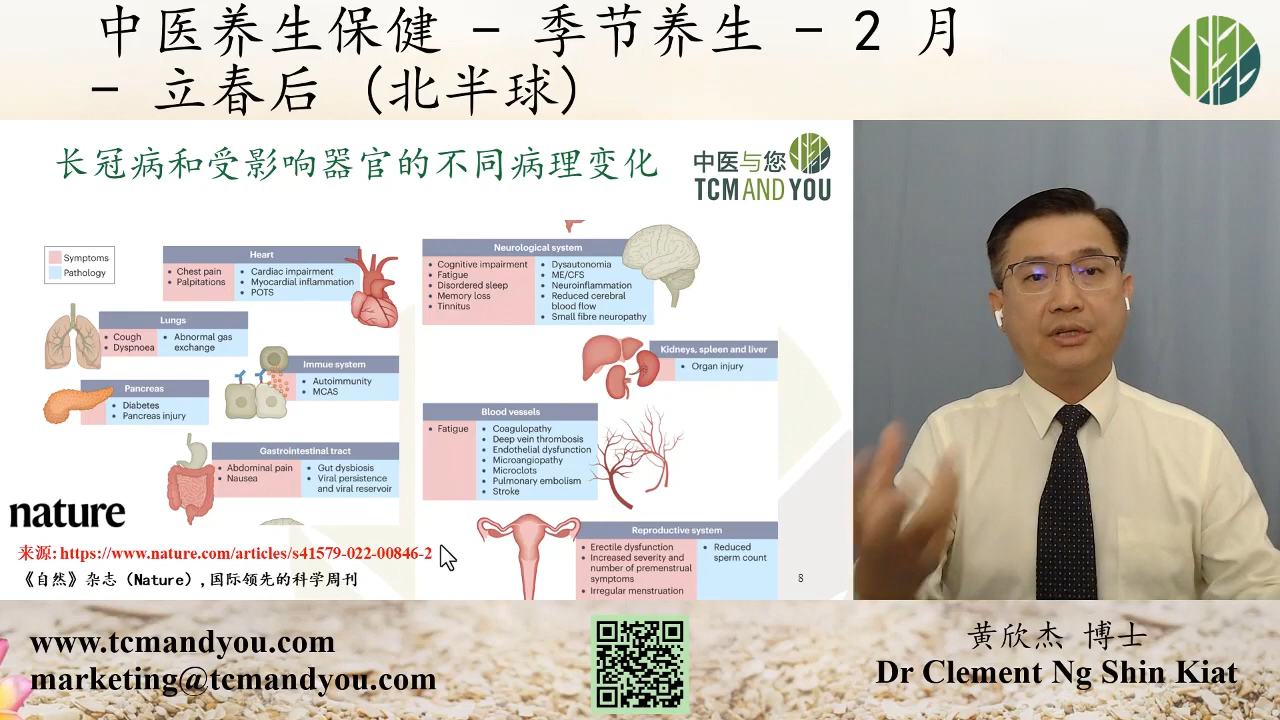 中医养生保健 – 季节养生 – 2 月
– 立春后 (北半球)
长冠病和受影响器官的不同病理变化
中医与您
TCM AND YOU
Symptoms
Pathology
Heart
• Chest pain
• Palpitations
• Cardiac impairment
• Myocardial inflammation
• POTS
Lungs
• Cough
• Dyspnoea
• Abnormal gas
exchange
Immue system
• Autoimmunity
• MCAS
Pancreas
• Diabetes
• Pancreas injury
Gastrointestinal tract
• Abdominal pain
• Nausea
• Gut dysbiosis
• Viral persistence
and viral reservoir
Neurological system
• Cognitive impairment
• Fatigue
• Disordered sleep
• Memory loss
• Tinnitus
• Dysautonomia
• ME/CFS
• Neuroinflammation
• Reduced cerebral
blood flow
• Small fibre neuropathy
Kidneys, spleen and liver
• Organ injury
Blood vessels
• Fatigue
• Coagulopathy
• Deep vein thrombosis
• Endothelial dysfunction
• Microangiopathy
• Microclots
• Pulmonary embolism
• Stroke
Reproductive system
• Erectile dysfunction
• Increased severity and
number of premenstrual
symptoms
• Irregular menstruation
• Reduced
sperm count
nature
来源: https://www.nature.com/articles/s41579-022-00846-2
《自然》杂志（Nature）,国际领先的科学周刊
www.tcmandyou.com
marketing@tcmandyou.com
黄欣杰 博士
Dr Clement Ng Shin Kiat